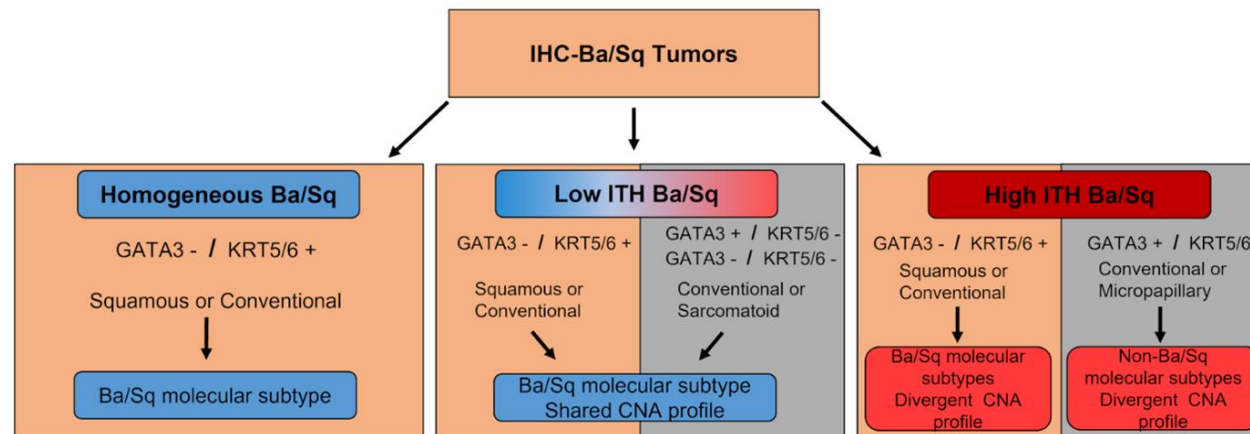 IHC-Ba/Sq Tumors
Homogeneous Ba/Sq
GATA3 - / KRT5/6 +
Squamous or Conventional
Ba/Sq molecular subtype
Low ITH Ba/Sq
GATA3 - / KRT5/6 +
Squamous or
Conventional
GATA3 + / KRT5/6 -
GATA3 - / KRT5/6 -
Conventional or
Sarcomatoid
Ba/Sq molecular subtype
Shared CNA profile
High ITH Ba/Sq
GATA3 - / KRT5/6 +
Squamous or
Conventional
Ba/Sq molecular
subtypes
Divergent CNA
profile
GATA3 + / KRT5/6
Conventional or
Micropapillary
Non-Ba/Sq
molecular subtypes
Divergent CNA
profile